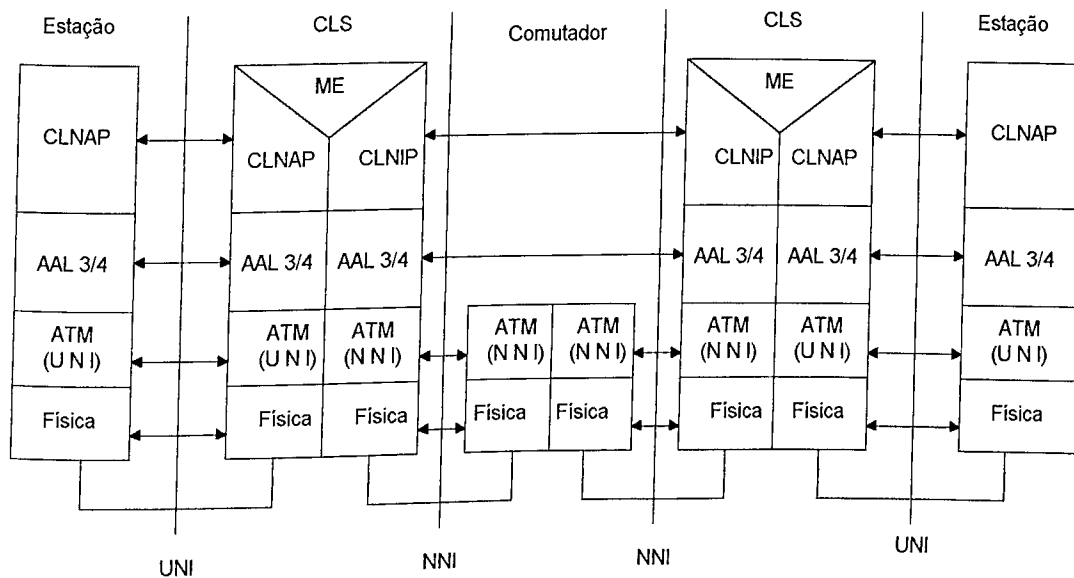 Estação
CLS
Comutador
CLS
Estação
ME
ME
CLNAP
CLNAP
CLNIP
CLNIP
CLNAP
CLNAP
AAL 3/4
AAL 3/4
AAL 3/4
AAL 3/4
AAL 3/4
AAL 3/4
ATM
(U N I)
ATM
(U N I)
ATM
(N N I)
ATM
(N N I)
ATM
(N N I)
ATM
(N N I)
ATM
(U N I)
ATM
(U N I)
Física
Física
Física
Física
Física
Física
Física
Física
UNI
NNI
NNI
UNI